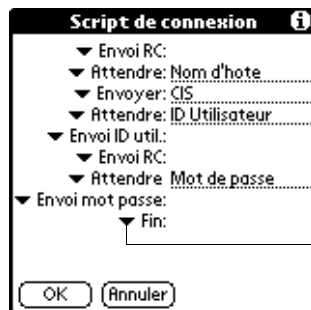 Script de connexion i
Envoi RC:
Attendre: Nom d'hote
Envoyer: CIS
Attendre: ID Utilisateur
Envoi ID util.:
Envoi RC:
Attendre Mot de passe
Envoi mot passe:
Fin:
OK Annuler